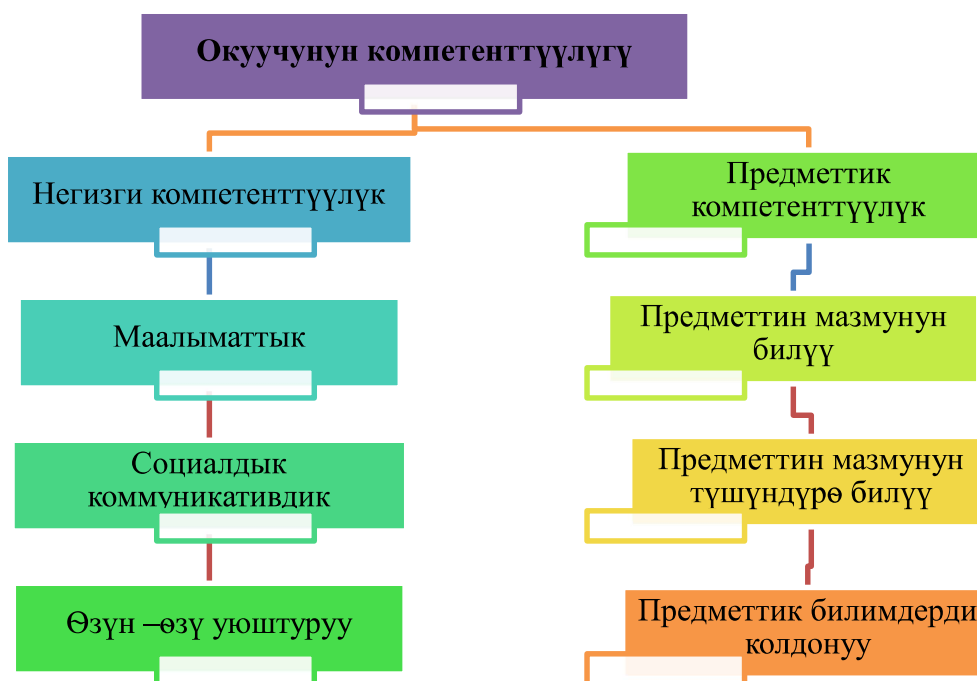 Окуучунун компетенттүүлүгү
Негизги компетенттүүлүк
Предметтик
компетенттүүлүк
Маалыматтык
Предметтин мазмунун
билүү
Социалдык
коммуникативдик
Предметтин мазмунун
түшүндүрө билүү
Өзүн –өзү уюштуруу
Предметтик билимдерди
колдонуу